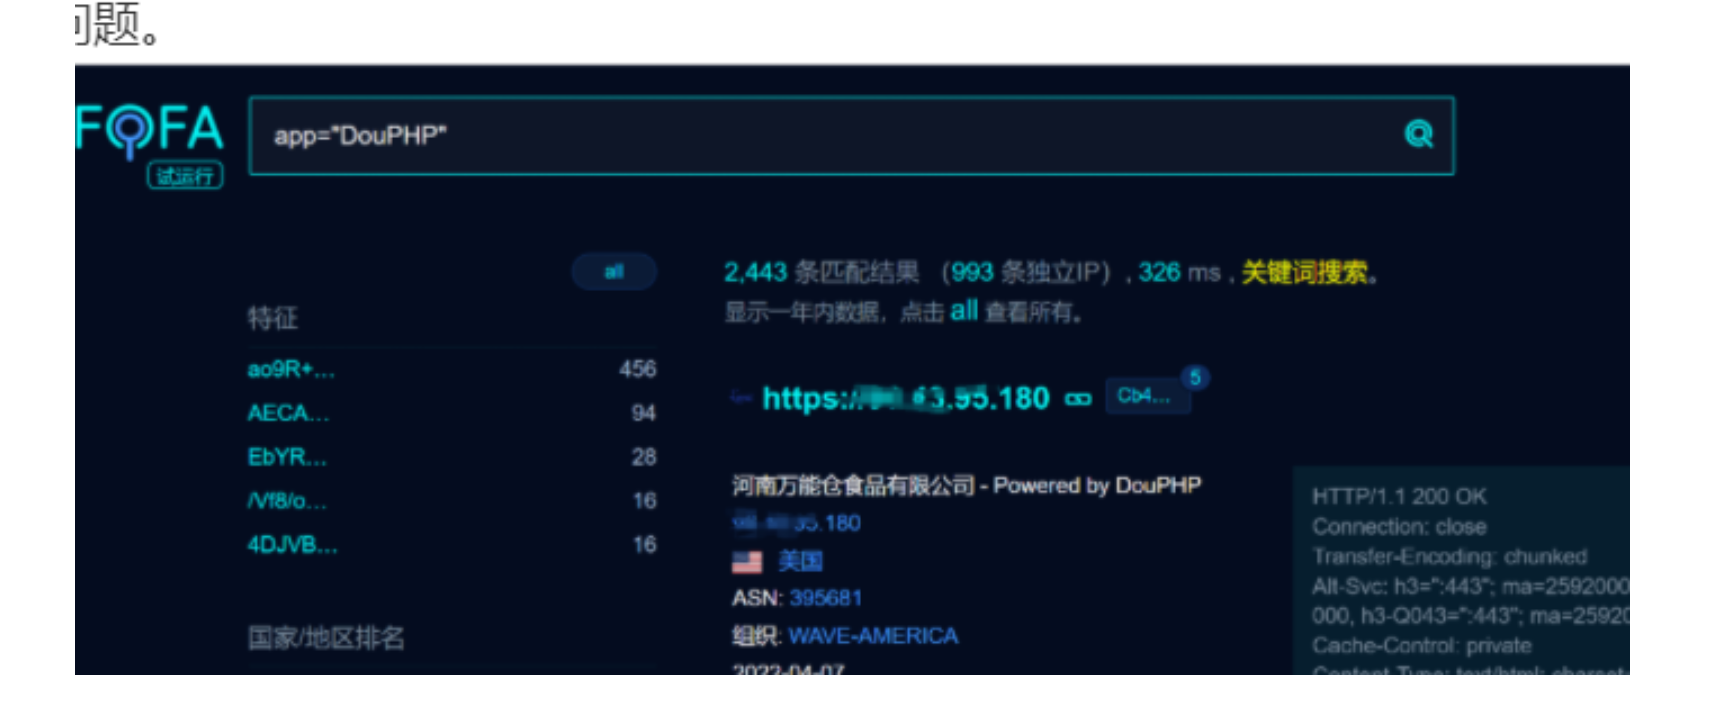 问题。
FOFA
试运行
app="DouPHP"
all
2,443 条匹配结果 （993 条独立IP）, 326 ms , 关键词搜索。
显示一年内数据，点击 all 查看所有。
特征
ao9R+... 456
AECA... 94
EbYR... 28
/Vf8/o... 16
4DJVB... 16
国家/地区排名
https:// .95.180
Cb4... 5
河南万能仓食品有限公司 - Powered by DouPHP
.180
美国
ASN: 395681
组织: WAVE-AMERICA
2022-04-07
HTTP/1.1 200 OK
Connection: close
Transfer-Encoding: chunked
Alt-Svc: h3=":443"; ma=2592000
000, h3-Q043=":443"; ma=2592
Cache-Control: private
Content-Type: text/html; charset